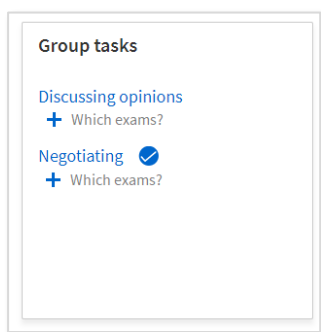 Group tasks
Discussing opinions
+ Which exams?
Negotiating
+ Which exams?